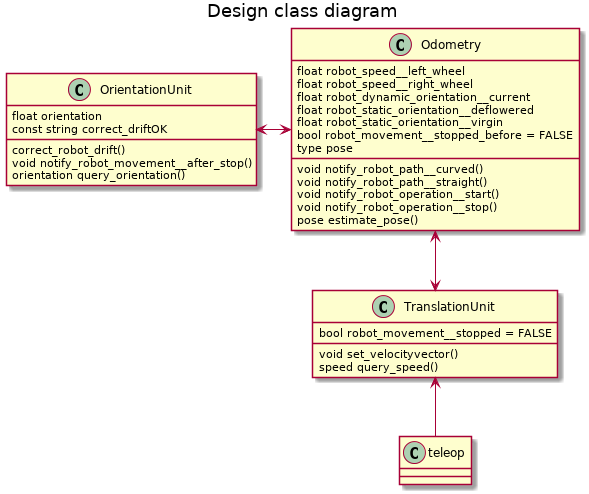 Design class diagram
C OrientationUnit
float orientation
const string correct_driftOK
correct_robot_drift()
void notify_robot_movement__after_stop()
orientation query_orientation()
C Odometry
float robot_speed__left_wheel
float robot_speed__right_wheel
float robot_dynamic_orientation__current
float robot_static_orientation__deflowered
float robot_static_orientation__virgin
bool robot_movement__stopped_before = FALSE
type pose
void notify_robot_path__curved()
void notify_robot_path__straight()
void notify_robot_operation__start()
void notify_robot_operation__stop()
pose estimate_pose()
C TranslationUnit
bool robot_movement__stopped = FALSE
void set_velocityvector()
speed query_speed()
C teleop